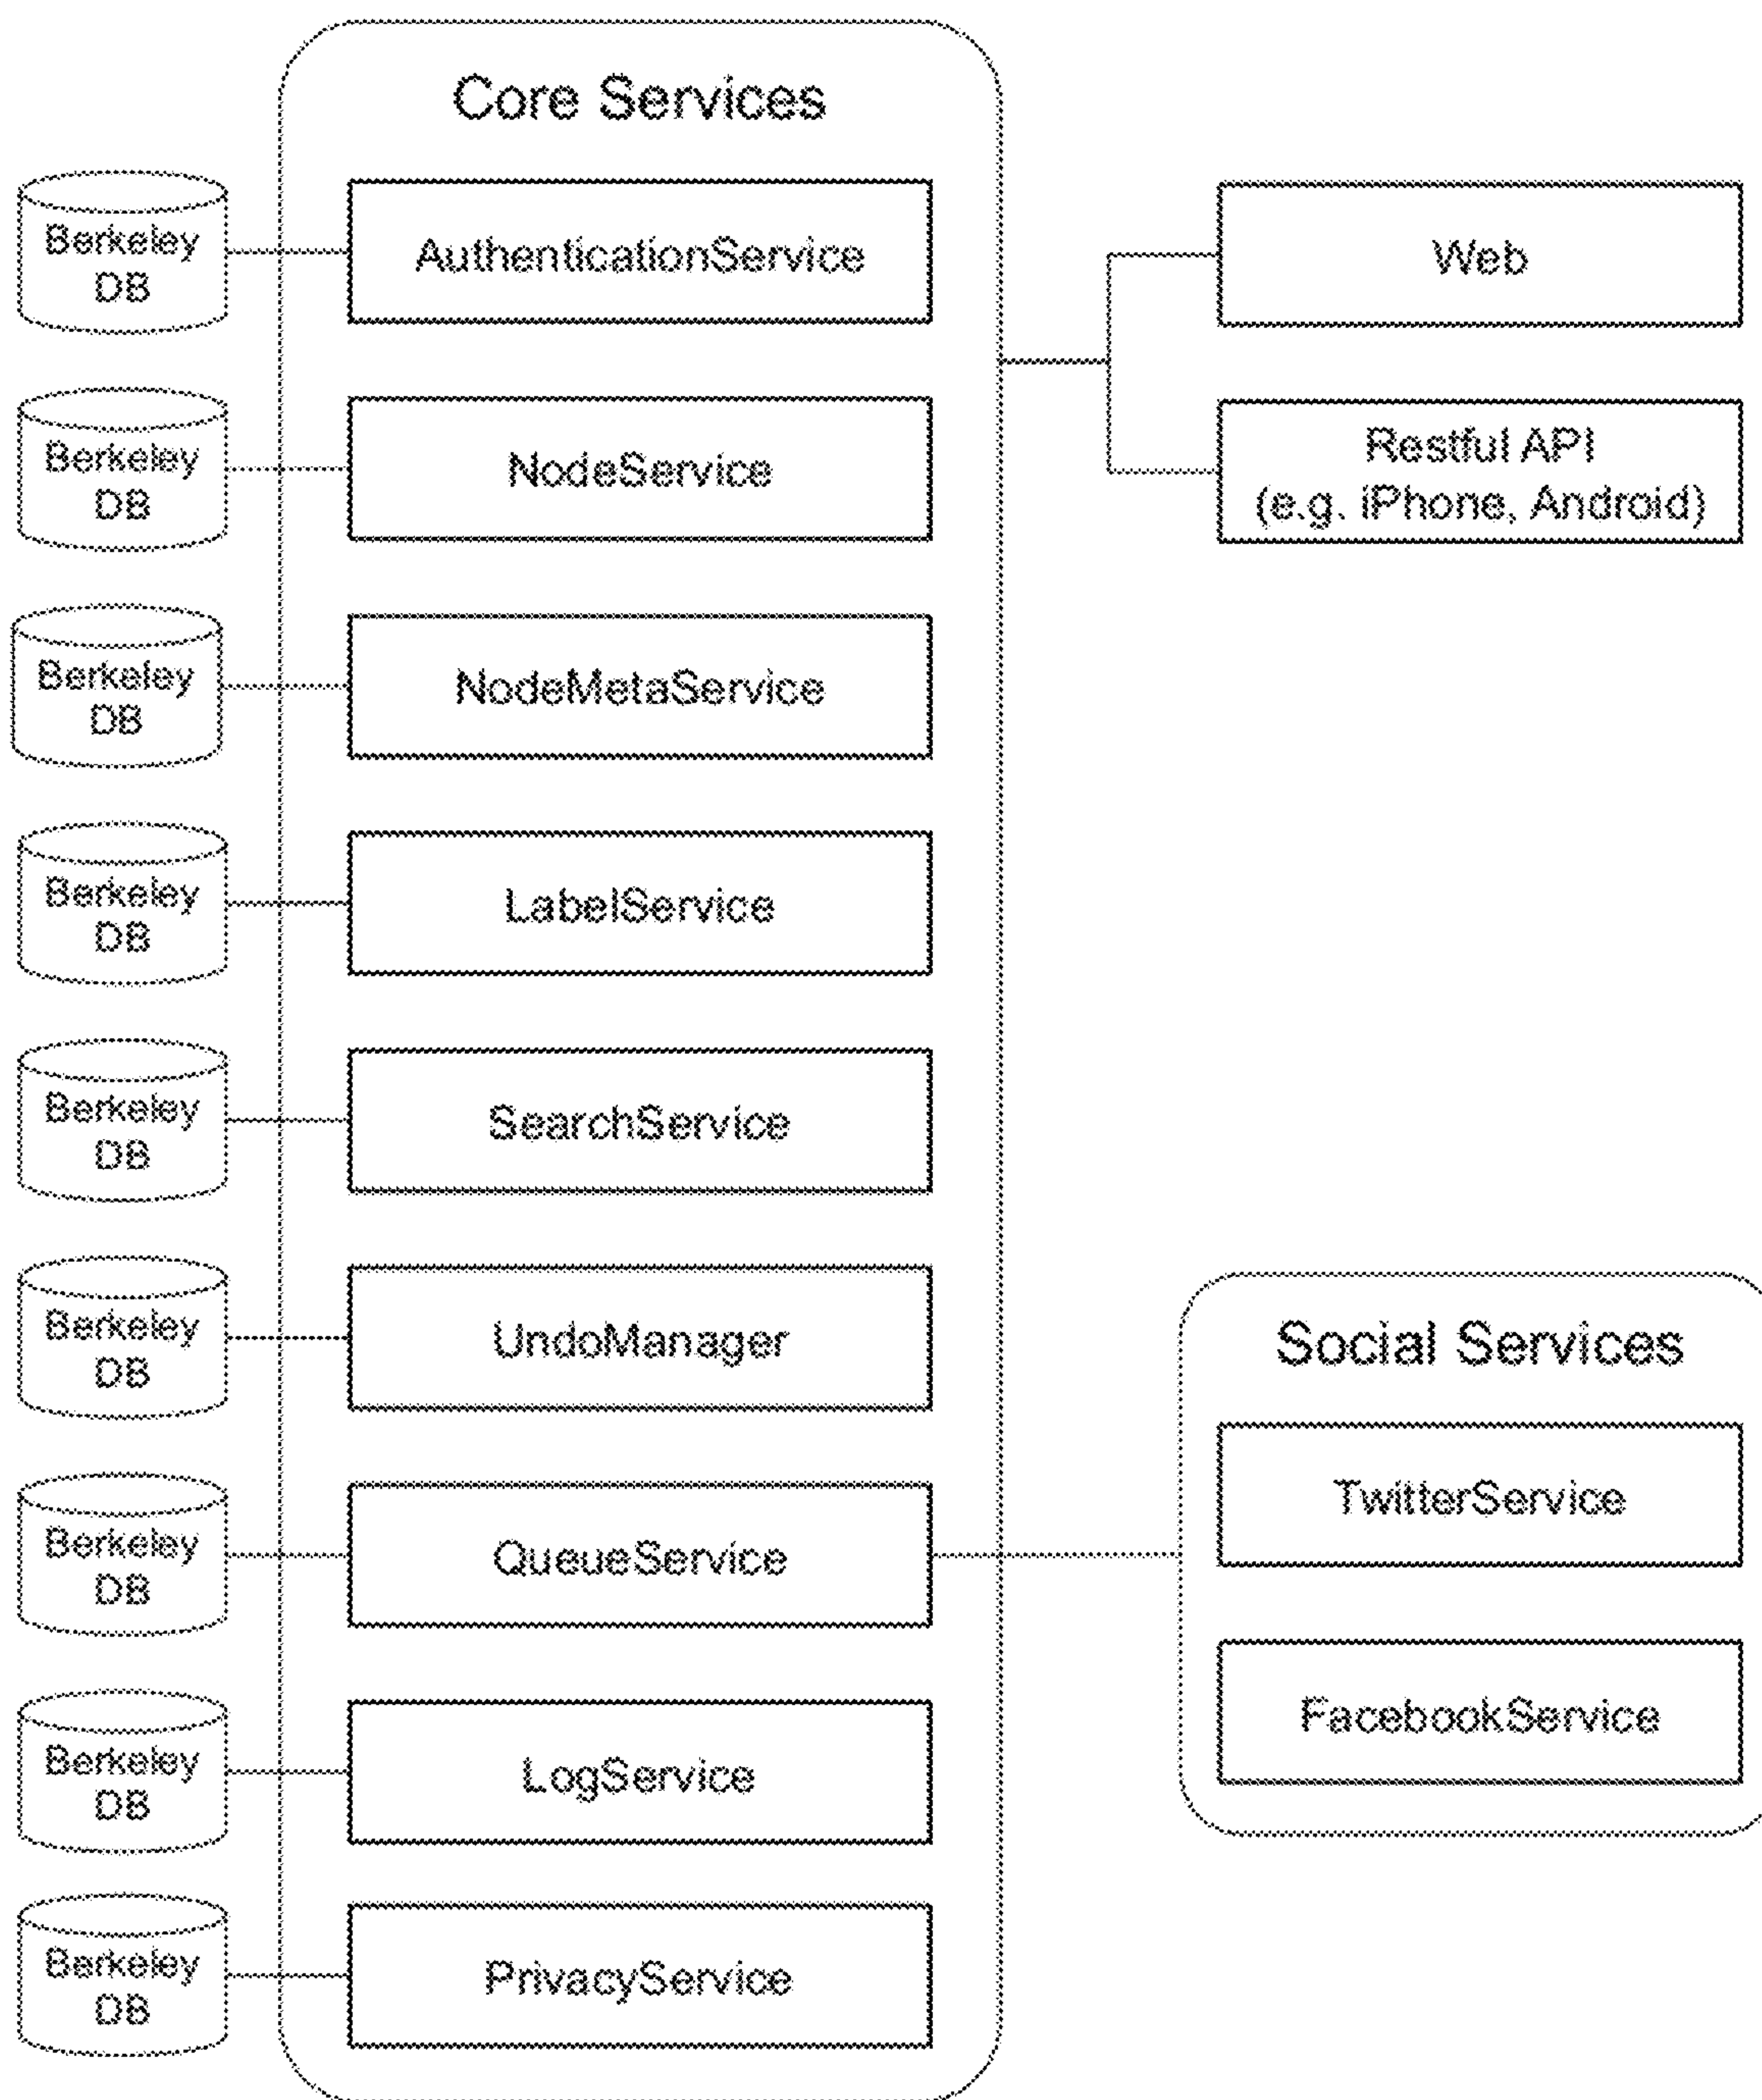 Core Services
Berkeley
DB
AuthenticationService
Web
Berkeley
DB
NodeService
Restful API
(e.g. iPhone, Android)
Berkeley
DB
NodeMetaService
Berkeley
DB
LabelService
Berkeley
DB
SearchService
Berkeley
DB
UndoManager
Social Services
Berkeley
DB
QueueService
TwitterService
Berkeley
DB
LogService
FacebookService
Berkeley
DB
PrivacyService